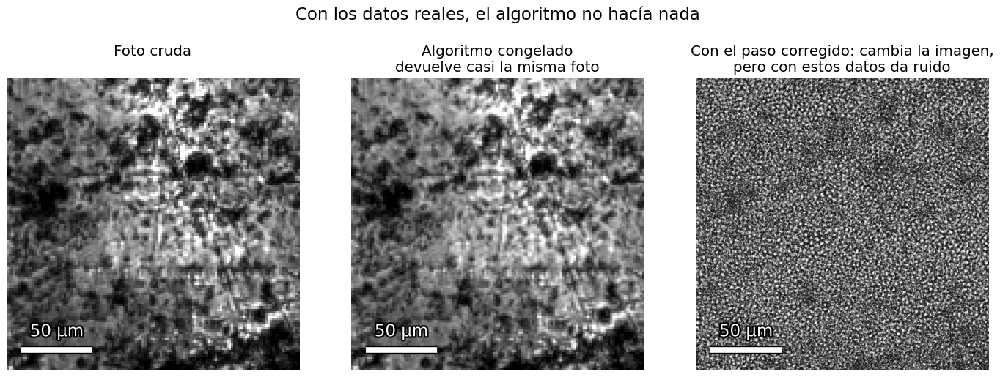 Con los datos reales, el algoritmo no hacía nada
Foto cruda
Algoritmo congelado
devuelve casi la misma foto
Con el paso corregido: cambia la imagen,
pero con estos datos da ruido
50 µm
50 µm
50 µm